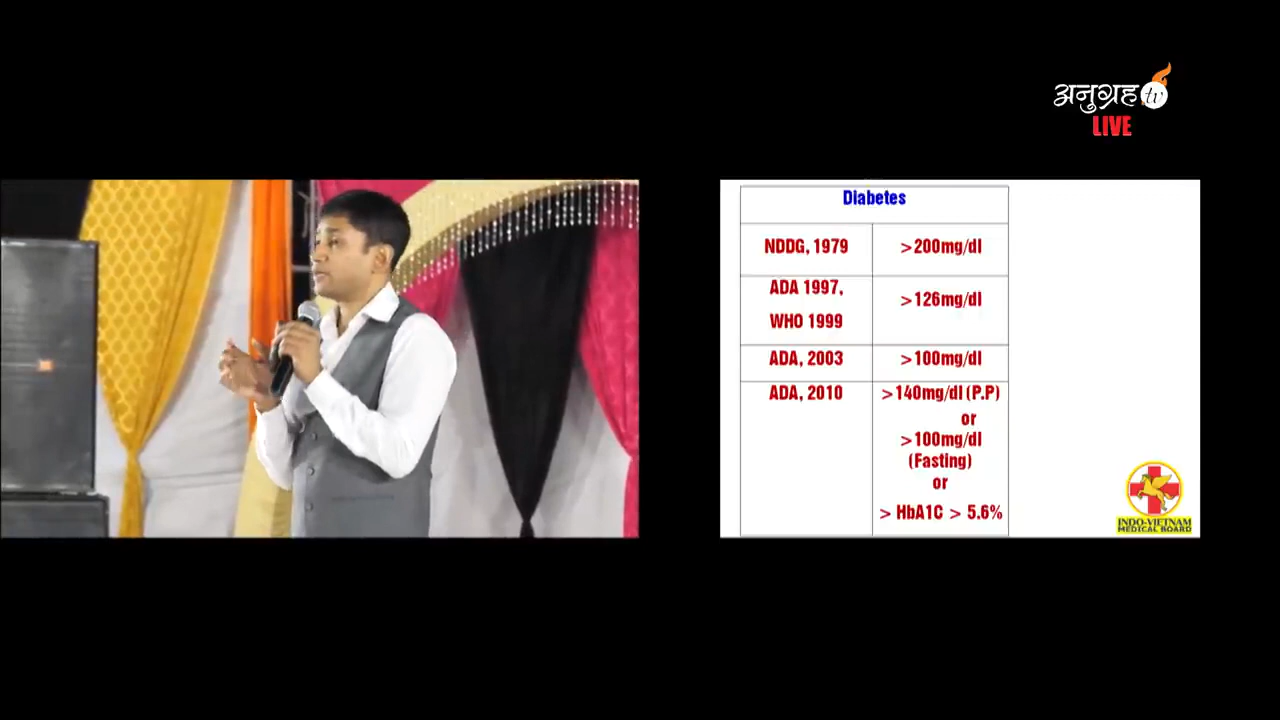 अनुग्रह tv
LIVE
Diabetes
NDDG, 1979
>200mg/dl
ADA 1997,
WHO 1999
>126mg/dl
ADA, 2003
>100mg/dl
ADA, 2010
>140mg/dl (P.P)
or
>100mg/dl
(Fasting)
or
> HbA1C > 5.6%
INDO-VIETNAM
MEDICAL BOARD